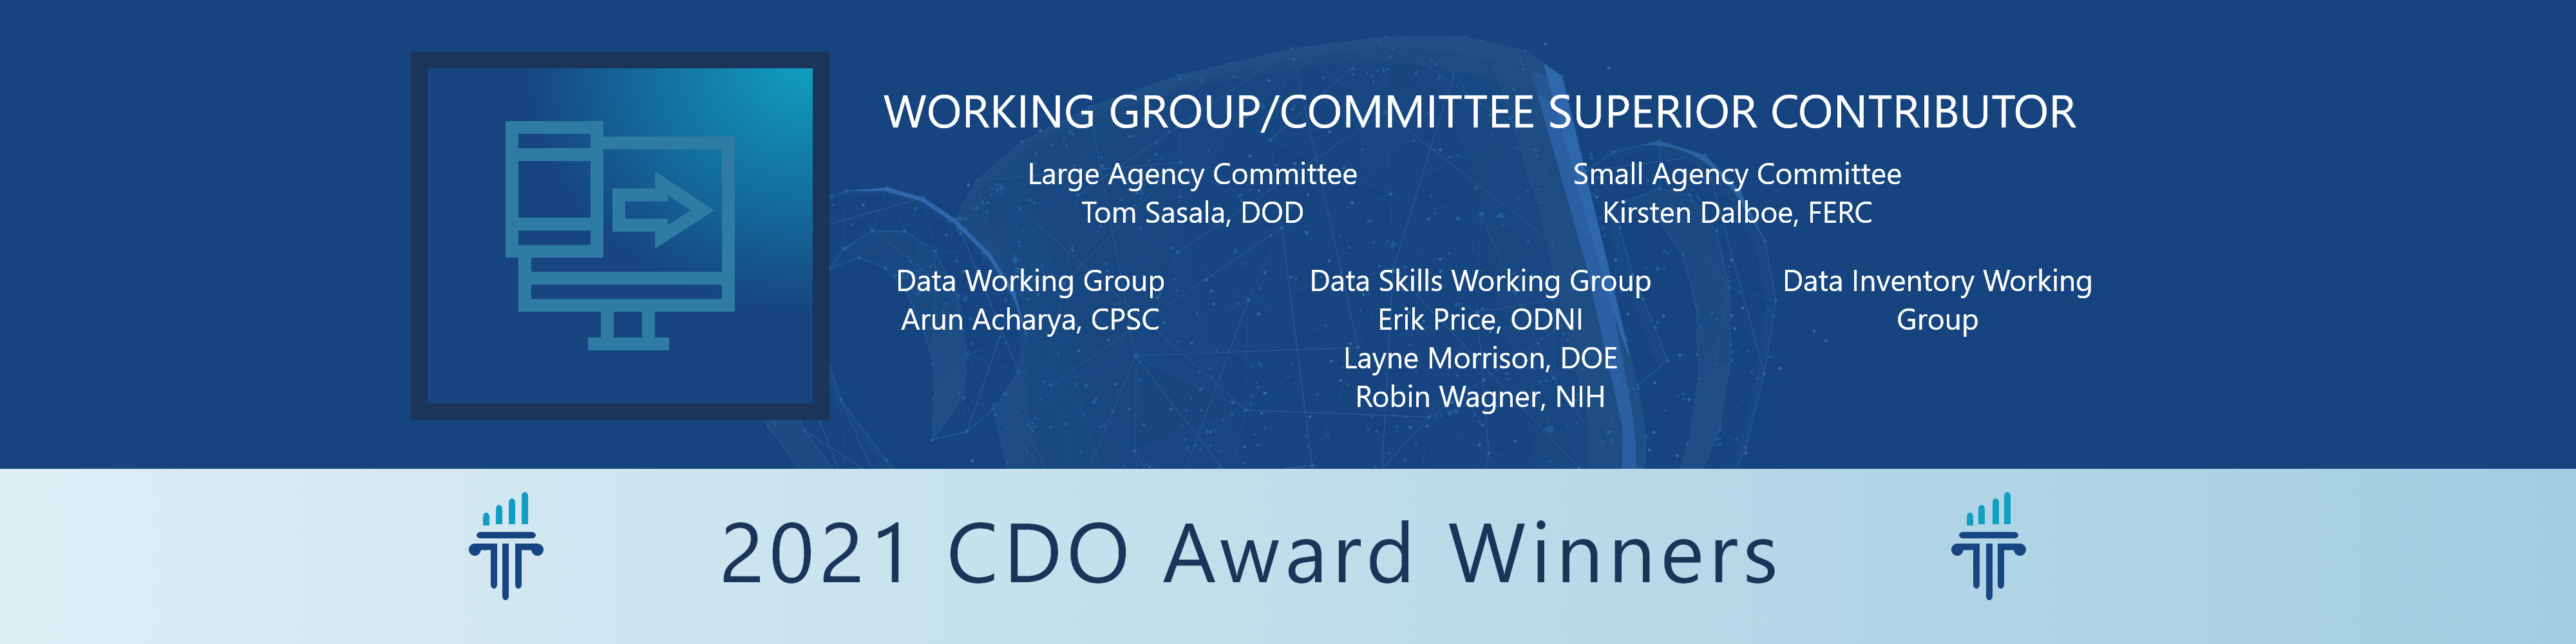 WORKING GROUP/COMMITTEE SUPERIOR CONTRIBUTOR
Large Agency Committee
Tom Sasala, DOD
Small Agency Committee
Kirsten Dalboe, FERC
Data Working Group
Arun Acharya, CPSC
Data Skills Working Group
Erik Price, ODNI
Layne Morrison, DOE
Robin Wagner, NIH
Data Inventory Working
Group
2021 CDO Award Winners